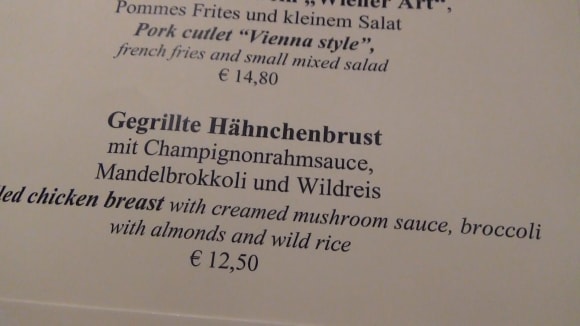 „Wiener Art“,
Pommes Frites und kleinem Salat
Pork cutlet “Vienna style”,
french fries and small mixed salad
€ 14,80
Gegrillte Hähnchenbrust
mit Champignonrahmsauce,
Mandelbrokkoli und Wildreis
chicken breast with creamed mushroom sauce, broccoli
with almonds and wild rice
€ 12,50